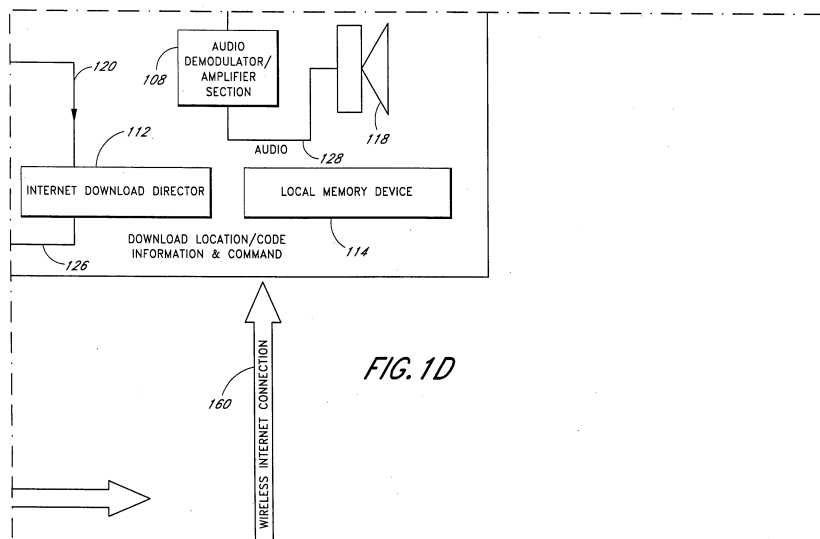 AUDIO
DEMODULATOR/
AMPLIFIER
SECTION
108
120
118
AUDIO
128
112
INTERNET DOWNLOAD DIRECTOR
LOCAL MEMORY DEVICE
114
DOWNLOAD LOCATION/CODE
INFORMATION & COMMAND
126
160
WIRELESS INTERNET CONNECTION
FIG. 1D